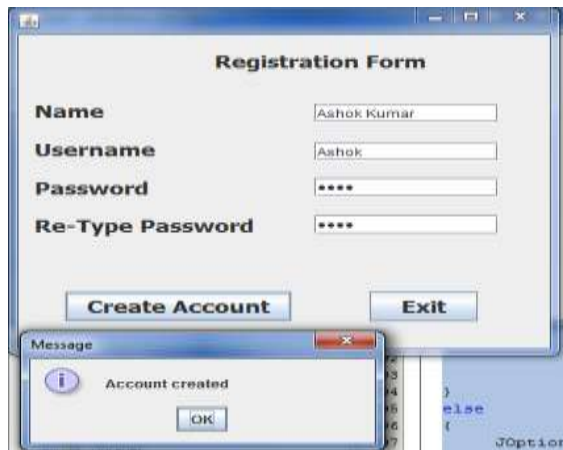 Registration Form
Name
Ashok Kumar
Username
Ashok
Password
••••
Re-Type Password
••••
Create Account
Exit
Message
Account created
OK
}
else
{
JOption